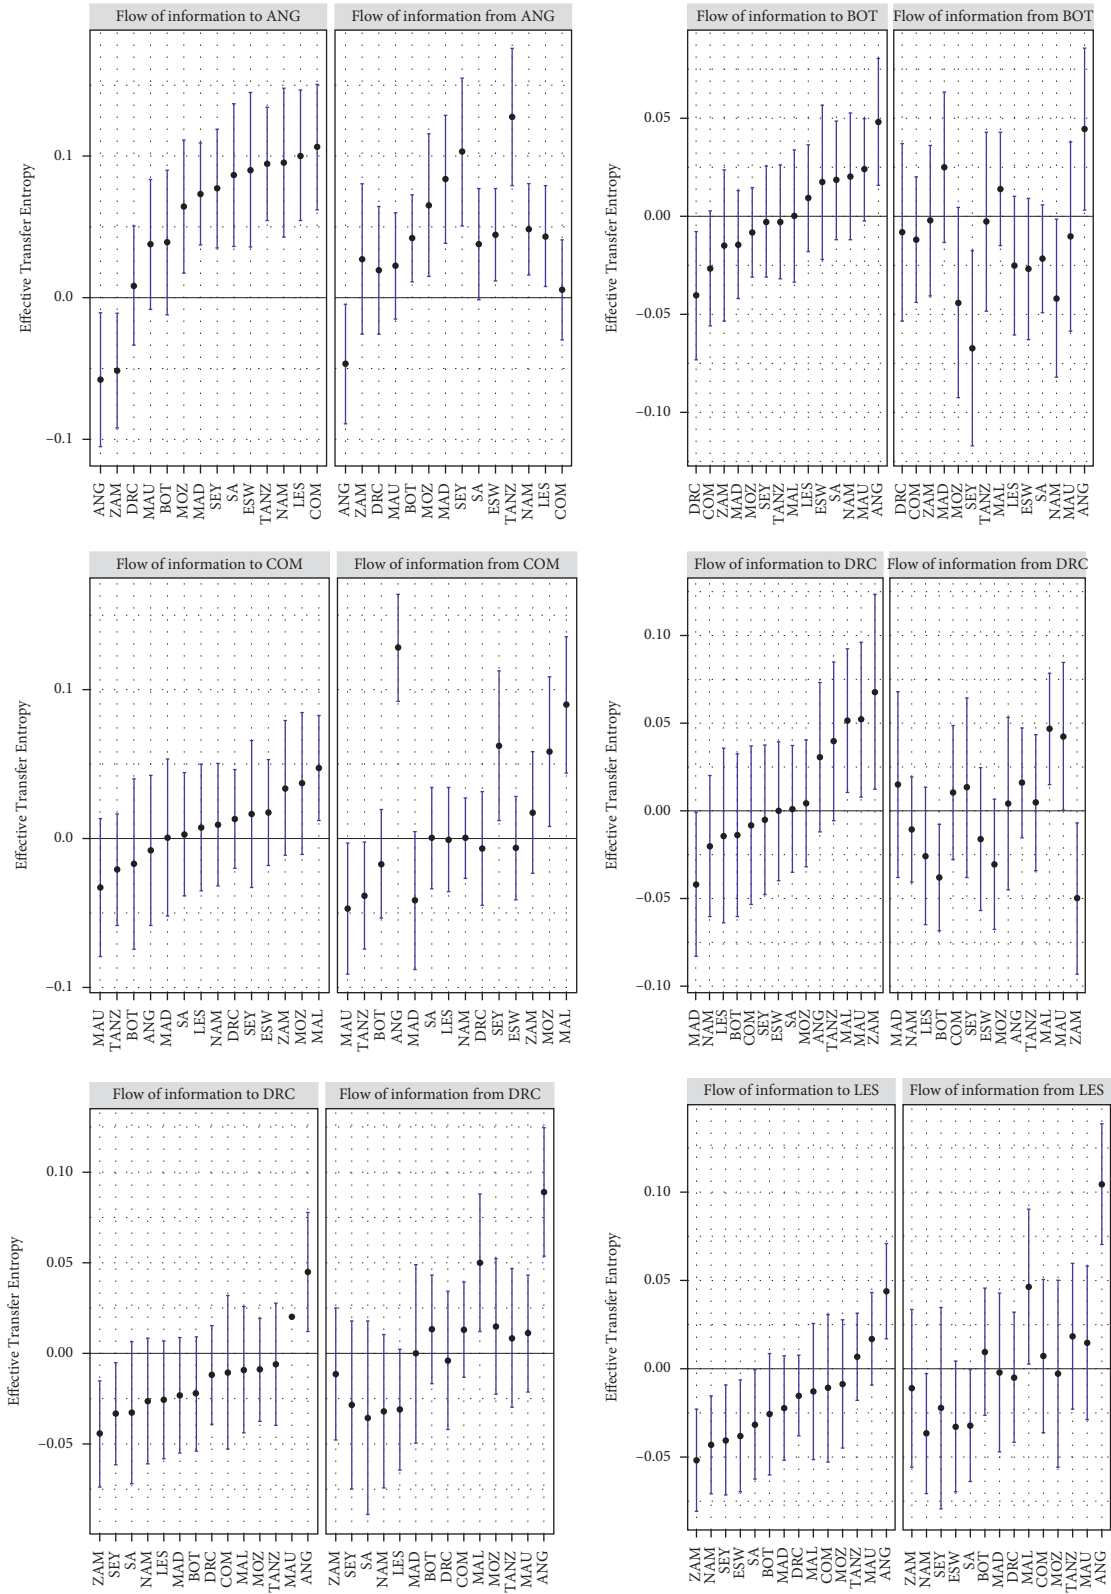 Flow of information to ANG
Flow of information from ANG
Effective Transfer Entropy
0.1
0.0
−0.1
ANG ZAM DRC MAU BOT MOZ MAD SEY SA ESW TANZ NAM LES COM
ANG ZAM DRC MAU BOT MOZ MAD SEY SA ESW TANZ NAM LES COM
Flow of information to BOT
Flow of information from BOT
Effective Transfer Entropy
0.05
0.00
−0.05
−0.10
DRC COM ZAM MAD MOZ SEY TANZ MAL LES ESW SA NAM MAU ANG
DRC COM ZAM MAD MOZ SEY TANZ MAL LES ESW SA NAM MAU ANG
Flow of information to COM
Flow of information from COM
Effective Transfer Entropy
0.1
0.0
−0.1
MAU TANZ BOT ANG MAD SA LES NAM DRC SEY ESW ZAM MOZ MAL
MAU TANZ BOT ANG MAD SA LES NAM DRC SEY ESW ZAM MOZ MAL
Flow of information to DRC
Flow of information from DRC
Effective Transfer Entropy
0.10
0.05
0.00
−0.05
−0.10
MAD NAM LES BOT COM SEY ESW SA MOZ ANG TANZ MAL MAU ZAM
MAD NAM LES BOT COM SEY ESW MOZ ANG TANZ MAL MAU ZAM
Flow of information to DRC
Flow of information from DRC
Effective Transfer Entropy
0.10
0.05
0.00
−0.05
ZAM SEY SA NAM LES MAD BOT DRC COM MAL MOZ TANZ MAU ANG
ZAM SEY SA NAM LES MAD BOT DRC COM MAL MOZ TANZ MAU ANG
Flow of information to LES
Flow of information from LES
Effective Transfer Entropy
0.10
0.05
0.00
−0.05
ZAM NAM SEY ESW SA BOT MAD DRC MAL COM MOZ TANZ MAU ANG
ZAM NAM SEY ESW SA BOT MAD DRC MAL COM MOZ TANZ MAU ANG